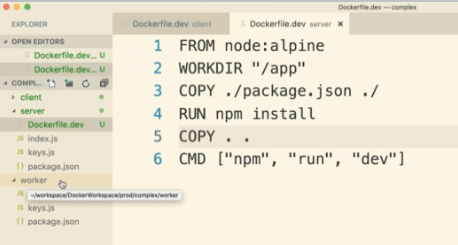 Dockerfile.dev — complex
EXPLORER
OPEN EDITORS
Dockerfile.dev... U
Dockerfile.dev... U
COMPL...
client
server
Dockerfile.dev U
index.js
keys.js
package.json
worker
~/workspace/DockerWorkspace/prod/complex/worker
keys.js
package.json
Dockerfile.dev client
Dockerfile.dev server ×
1 FROM node:alpine
2 WORKDIR "/app"
3 COPY ./package.json ./
4 RUN npm install
5 COPY . .
6 CMD ["npm", "run", "dev"]